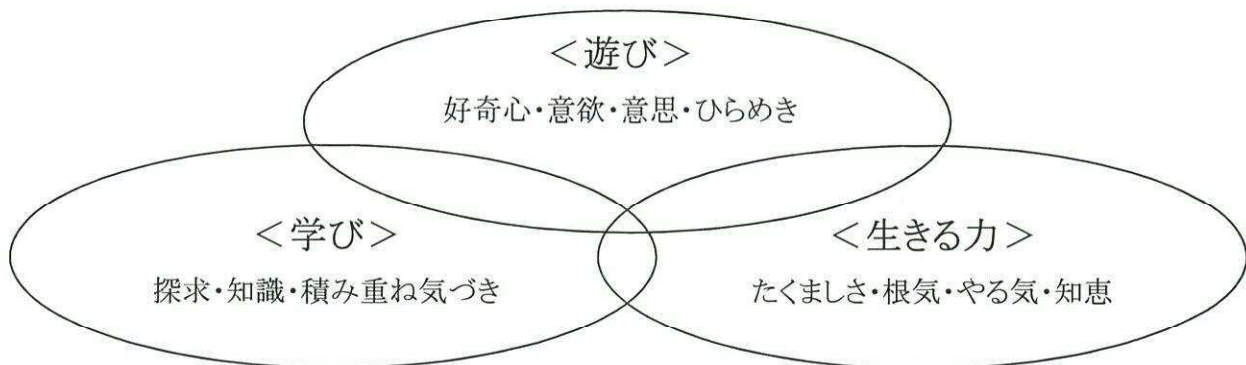 ＜遊び＞
好奇心・意欲・意思・ひらめき
＜学び＞
探求・知識・積み重ね気づき
＜生きる力＞
たくましさ・根気・やる気・知恵